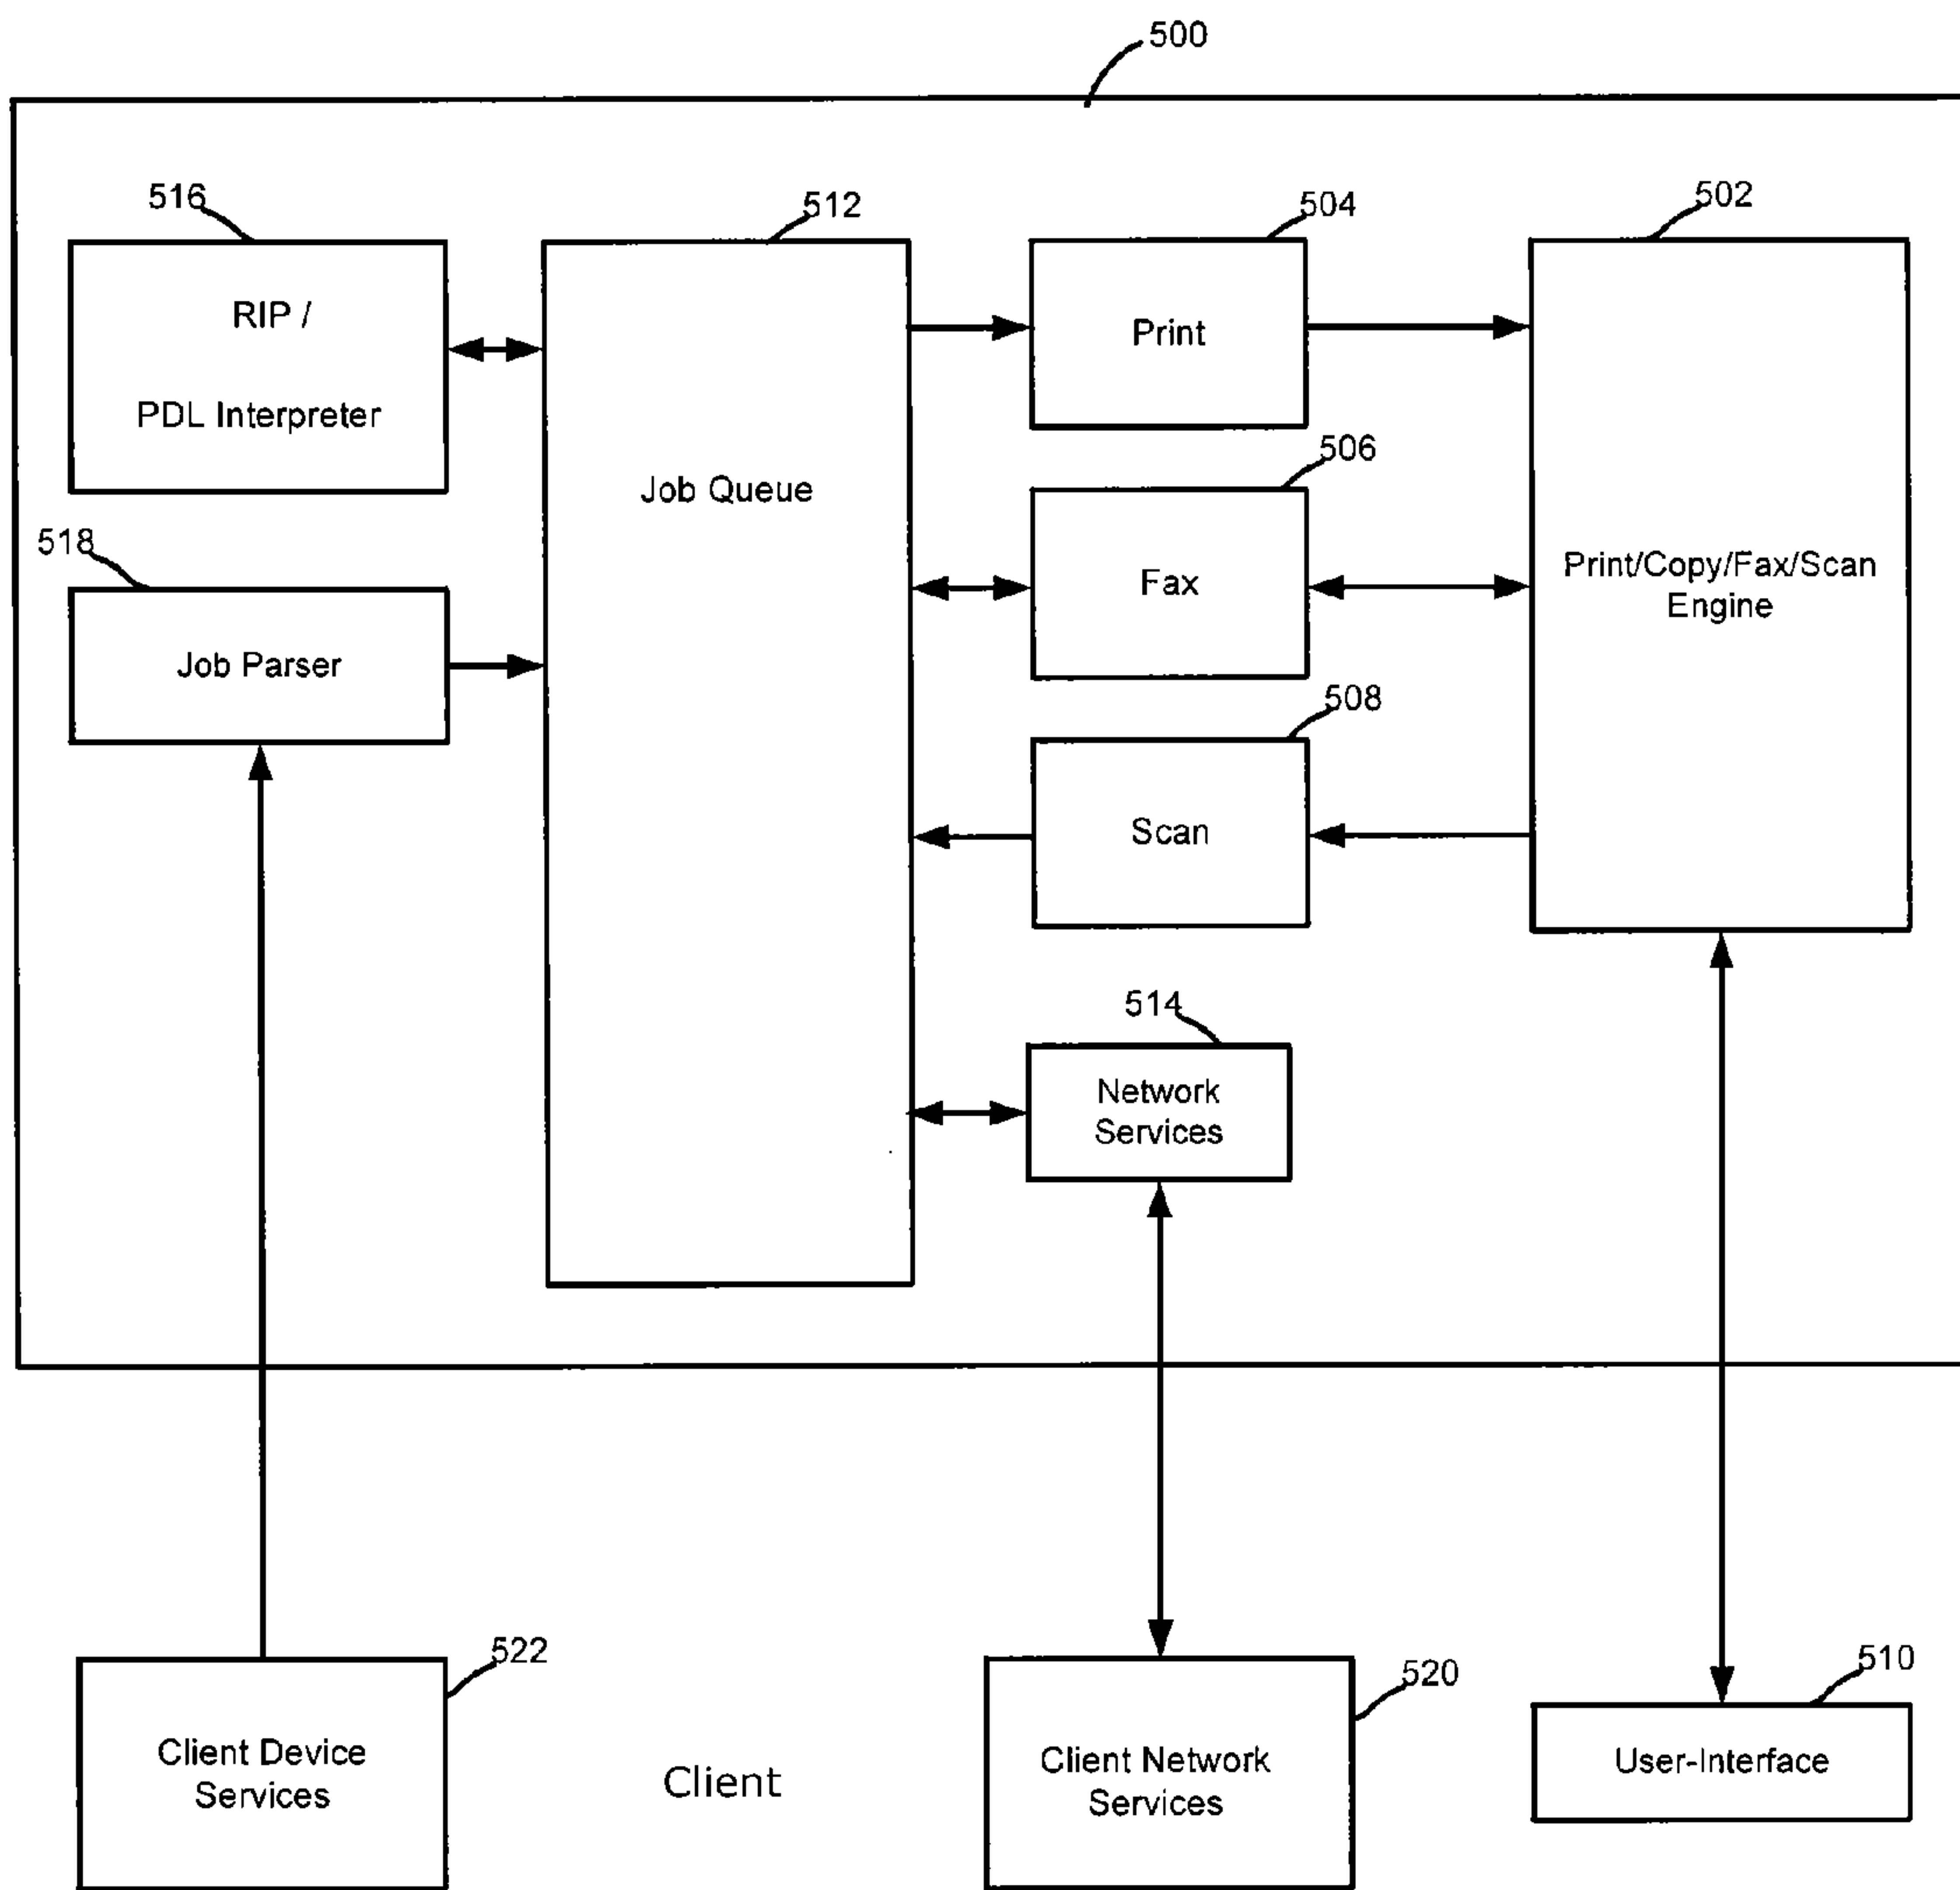 500
516
512
504
502
RIP /
PDL Interpreter
Job Queue
Print
506
Fax
Print/Copy/Fax/Scan
Engine
518
Job Parser
508
Scan
514
Network
Services
522
Client Device
Services
Client
520
Client Network
Services
510
User-Interface